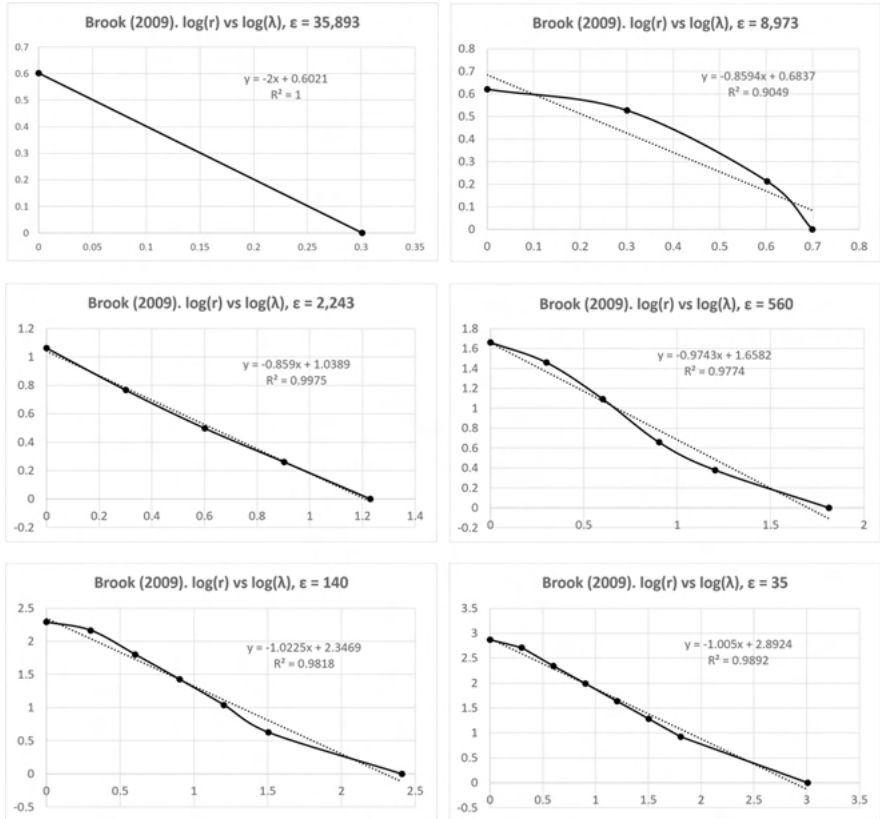 Brook (2009). log(r) vs log(λ), ε = 35,893
0.7
0.6
0.5
0.4
0.3
0.2
0.1
0
y = -2x + 0.6021
R² = 1
0 0.05 0.1 0.15 0.2 0.25 0.3 0.35
Brook (2009). log(r) vs log(λ), ε = 8,973
0.8
0.7
0.6
0.5
0.4
0.3
0.2
0.1
0
y = -0.8594x + 0.6837
R² = 0.9049
0 0.1 0.2 0.3 0.4 0.5 0.6 0.7 0.8
Brook (2009). log(r) vs log(λ), ε = 2,243
1.2
1
0.8
0.6
0.4
0.2
0
-0.2
y = -0.859x + 1.0389
R² = 0.9975
0 0.2 0.4 0.6 0.8 1 1.2 1.4
Brook (2009). log(r) vs log(λ), ε = 560
1.8
1.6
1.4
1.2
1
0.8
0.6
0.4
0.2
0
-0.2
y = -0.9743x + 1.6582
R² = 0.9774
0 0.5 1 1.5 2
Brook (2009). log(r) vs log(λ), ε = 140
2.5
2
1.5
1
0.5
0
-0.5
y = -1.0225x + 2.3469
R² = 0.9818
0 0.5 1 1.5 2 2.5
Brook (2009). log(r) vs log(λ), ε = 35
3.5
3
2.5
2
1.5
1
0.5
0
-0.5
y = -1.005x + 2.8924
R² = 0.9892
0 0.5 1 1.5 2 2.5 3 3.5